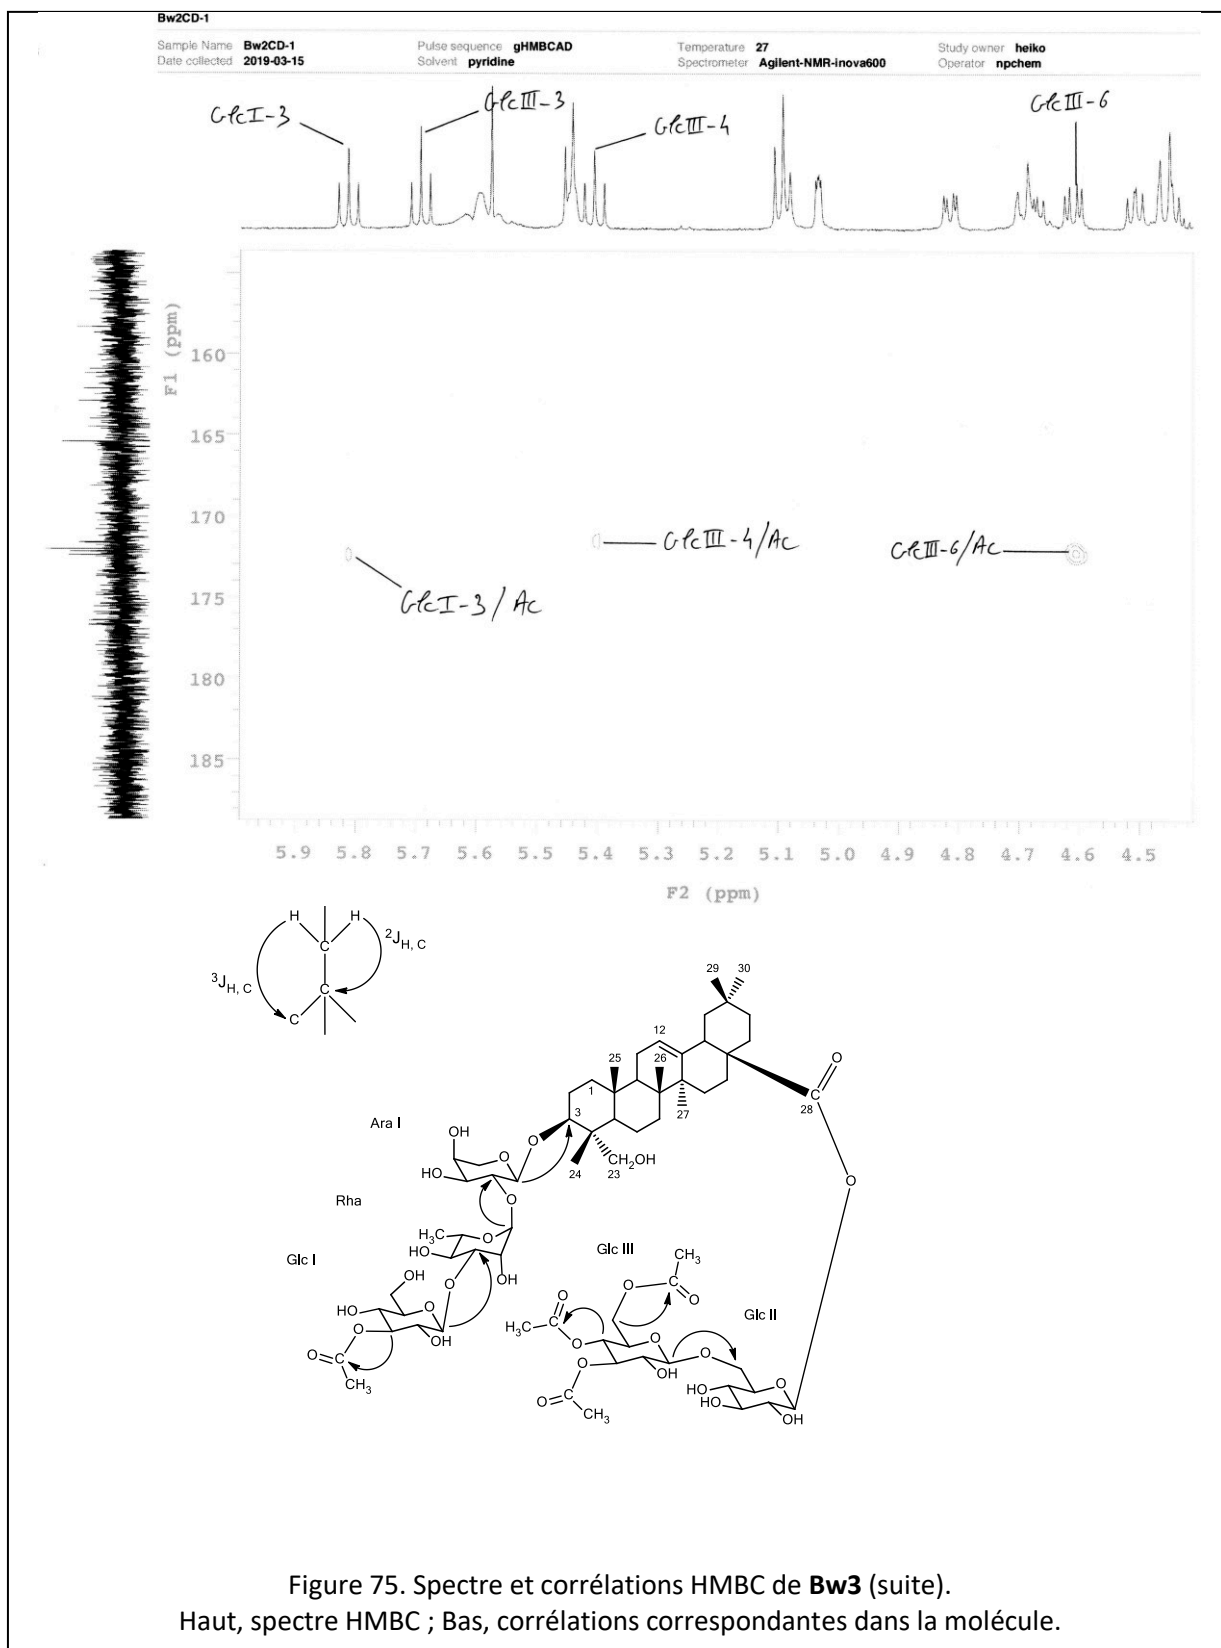 Bw2CD-1
Sample Name Bw2CD-1 Pulse sequence gHMBCAD Temperature 27 Study owner heiko
Date collected 2019-03-15 Solvent pyridine Spectrometer Agilent-NMR-inova600 Operator npchem
GlcI-3 GlcIII-3 GlcIII-4 GlcIII-6
F1 (ppm)
160
165
170
GlcIII-4/Ac GlcIII-6/Ac
175
GlcI-3/Ac
180
185
5.9 5.8 5.7 5.6 5.5 5.4 5.3 5.2 5.1 5.0 4.9 4.8 4.7 4.6 4.5
F2 (ppm)
H H
²J H, C
C
³J H, C
C
C
29 30
12
25 26
O
1
C
28
27
3
Ara I
OH
O
CH₂OH
24 23
O
HO
O
Rha
O
H₃C
O
HO
Glc III
Glc I
OH
O
OH
CH₃
O
C
O
O
Glc II
HO
O
O
OH
O
C
H₃C
O
O
O
OH
O
O
C
CH₃
O
C
O
CH₃
HO
HO
O
OH
Figure 75. Spectre et corrélations HMBC de Bw3 (suite).
Haut, spectre HMBC ; Bas, corrélations correspondantes dans la molécule.